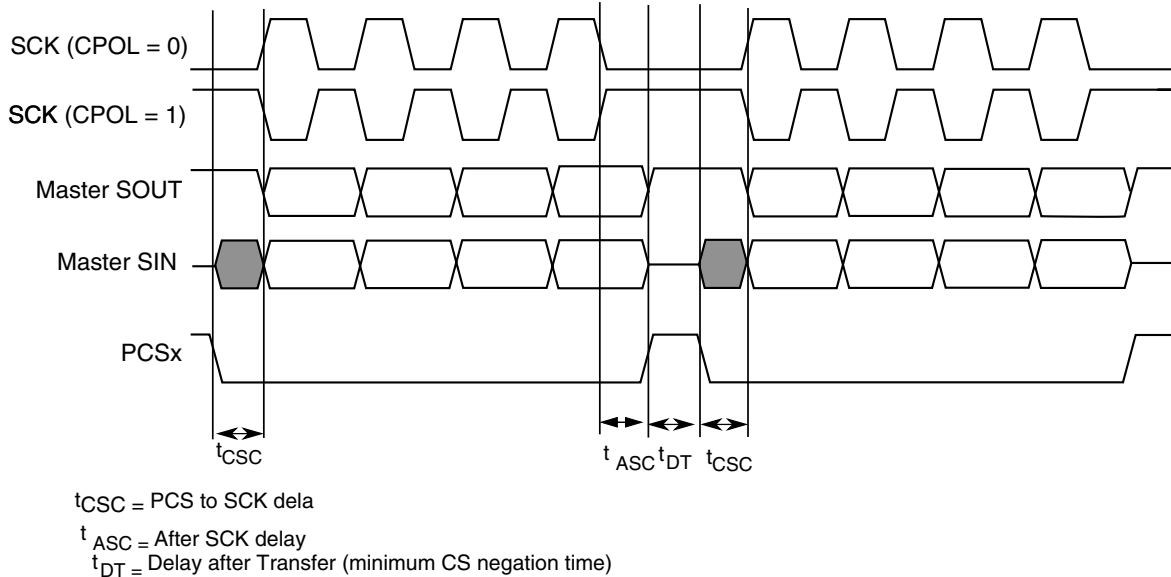 SCK (CPOL = 0)
SCK (CPOL = 1)
Master SOUT
Master SIN
PCSx
tCSC
t ASC tDT tCSC
tCSC = PCS to SCK dela
t ASC = After SCK delay
tDT = Delay after Transfer (minimum CS negation time)